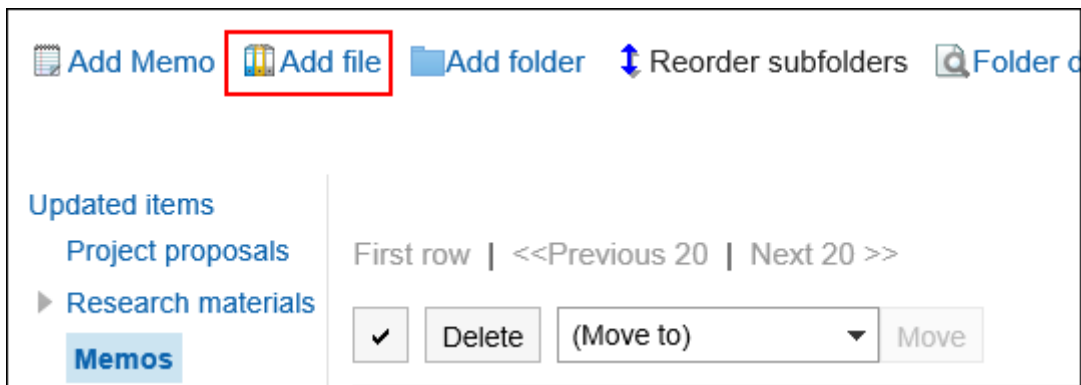 Add Memo Add file Add folder Reorder subfolders Folder
Updated items
Project proposals
First row | <<Previous 20 | Next 20 >>
Research materials
Delete (Move to) Move
Memos